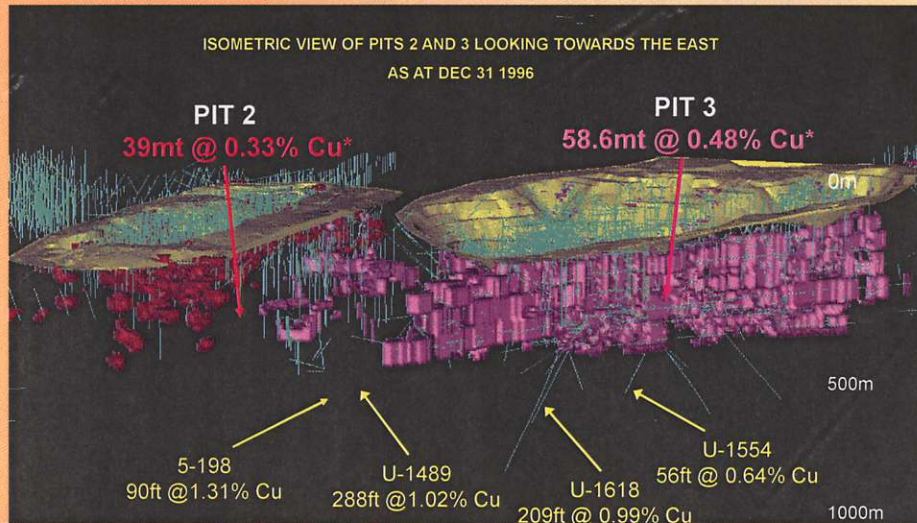 ISOMETRIC VIEW OF PITS 2 AND 3 LOOKING TOWARDS THE EAST
AS AT DEC 31 1996
PIT 2
39mt @ 0.33% Cu*
PIT 3
58.6mt @ 0.48% Cu*
0m
500m
5-198
90ft @1.31% Cu
U-1489
288ft @1.02% Cu
U-1618
209ft @ 0.99% Cu
U-1554
56ft @ 0.64% Cu
1000m